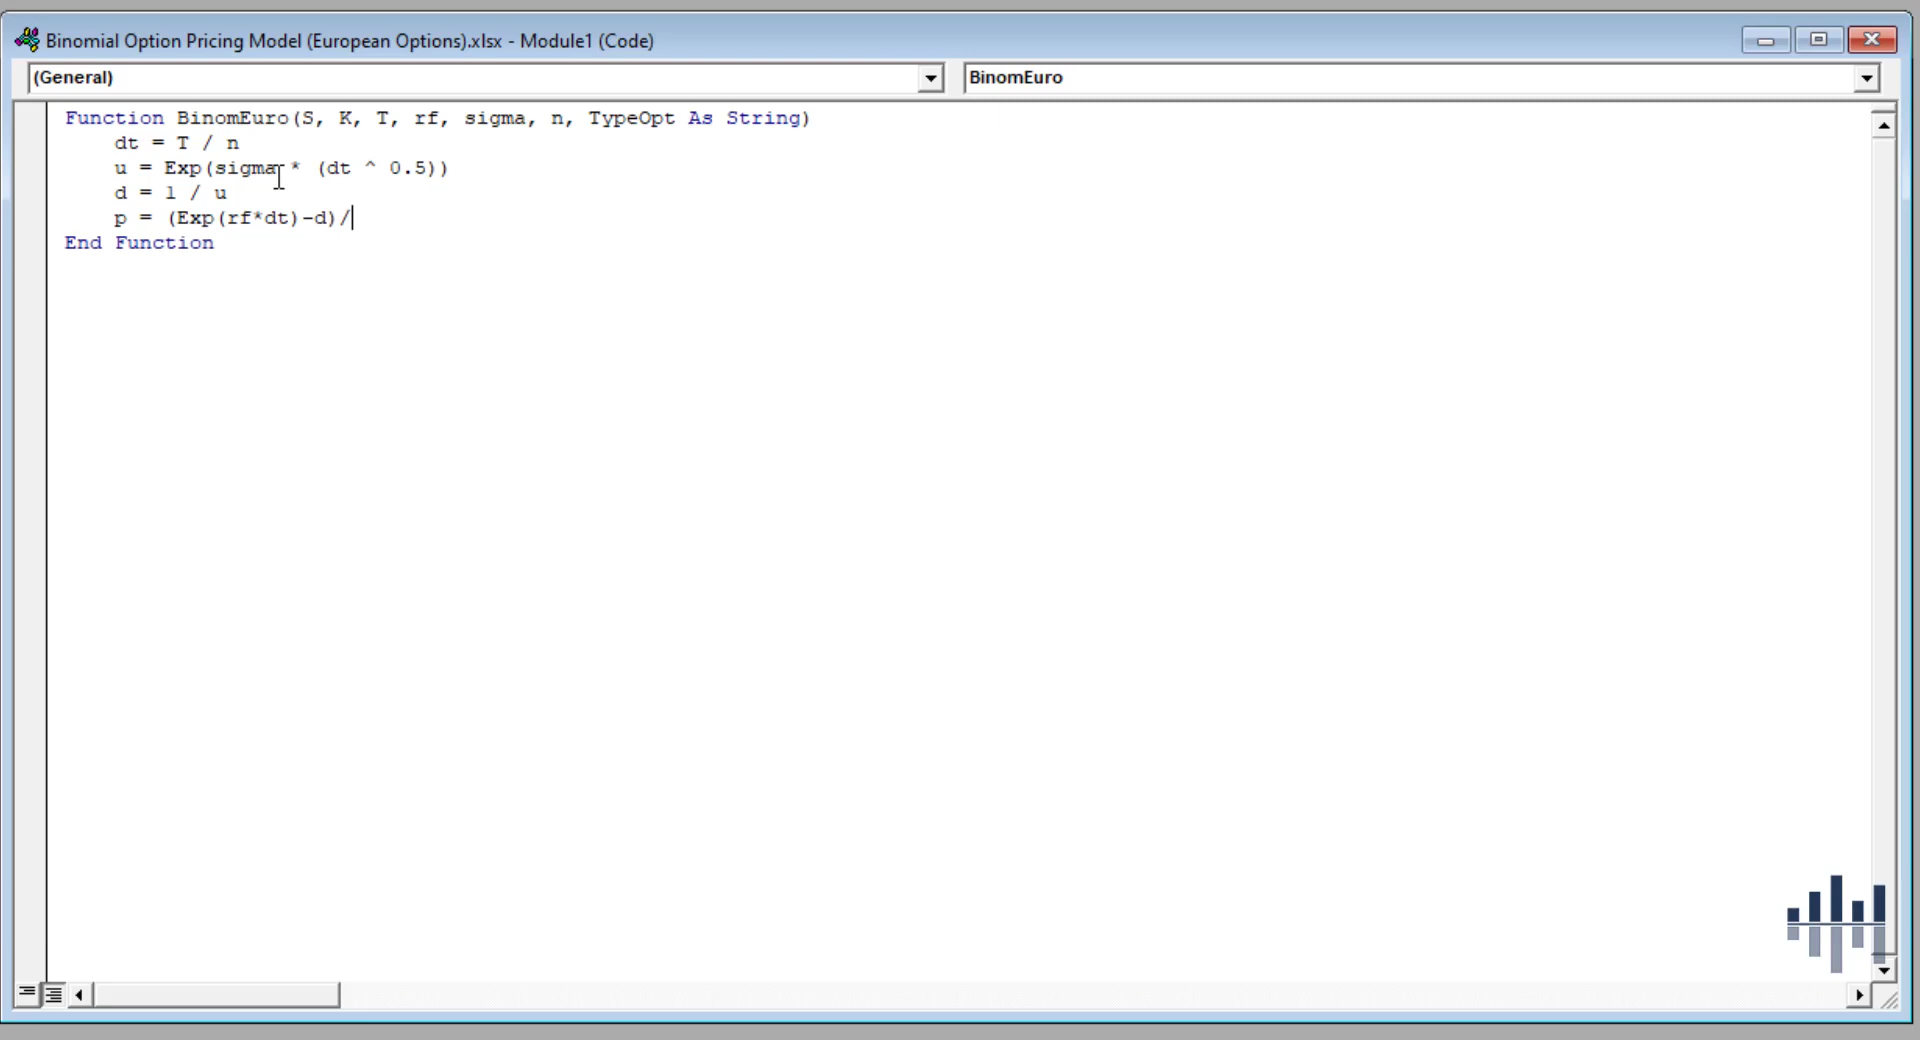 Binomial Option Pricing Model (European Options).xlsx - Module1 (Code)
(General) BinomEuro
Function BinomEuro(S, K, T, rf, sigma, n, TypeOpt As String)
dt = T / n
u = Exp(sigma * (dt ^ 0.5))
d = 1 / u
p = (Exp(rf*dt)-d)/
End Function